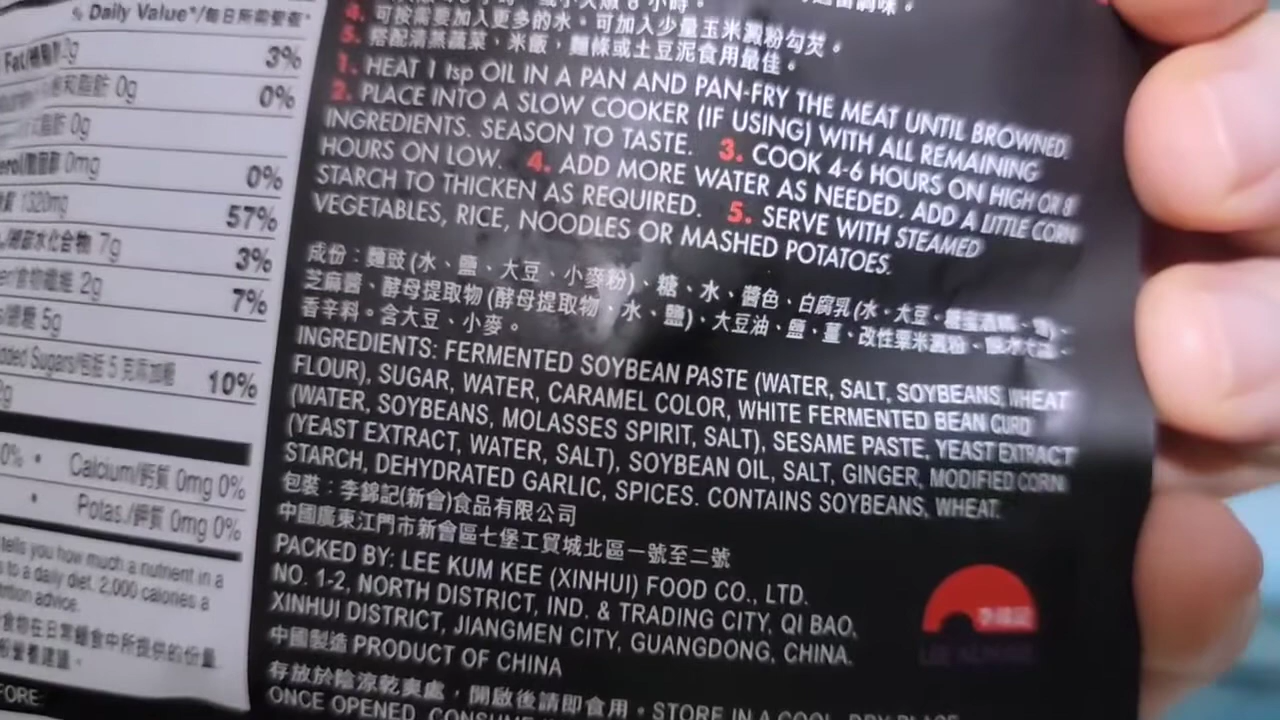 % Daily Value*/每日所需營養*
3%
和脂肪 0g 0%
脂肪 0g
膽固醇 0mg 0%
1320mg 57%
碳水化合物 7g 3%
食物纖維 2g 7%
總糖 5g
Added Sugars/包括 5 克添加糖 10%
2g
0% • Calcium/鈣質 0mg 0%
• Potas./鉀質 0mg 0%
tells you how much a nutrient in a
to a daily diet. 2,000 calories a
advice.
食物在日常膳食中所提供的份量
FORE:
4. 可按需要加入更多的水,可加入少量玉米澱粉勾芡。
5. 搭配清蒸蔬菜、米飯,麵條或土豆泥食用最佳。
1. HEAT 1 tsp OIL IN A PAN AND PAN-FRY THE MEAT UNTIL BROWNED.
2. PLACE INTO A SLOW COOKER (IF USING) WITH ALL REMAINING
INGREDIENTS. SEASON TO TASTE. 3. COOK 4-6 HOURS ON HIGH OR 8
HOURS ON LOW. 4. ADD MORE WATER AS NEEDED. ADD A LITTLE CORN
STARCH TO THICKEN AS REQUIRED. 5. SERVE WITH STEAMED
VEGETABLES, RICE, NOODLES OR MASHED POTATOES.
成份:麵豉 (水、鹽、大豆、小麥粉)、糖、水、醬色、白腐乳 (水、大豆、
芝麻醬、酵母提取物 (酵母提取物、水、鹽)、大豆油、鹽、薑、改性粟米澱粉、
香辛料。含大豆、小麥。
INGREDIENTS: FERMENTED SOYBEAN PASTE (WATER, SALT, SOYBEANS, WHEAT
FLOUR), SUGAR, WATER, CARAMEL COLOR, WHITE FERMENTED BEAN CURD
(WATER, SOYBEANS, MOLASSES SPIRIT, SALT), SESAME PASTE, YEAST EXTRACT
(YEAST EXTRACT, WATER, SALT), SOYBEAN OIL, SALT, GINGER, MODIFIED CORN
STARCH, DEHYDRATED GARLIC, SPICES. CONTAINS SOYBEANS, WHEAT.
包裝:李錦記(新會)食品有限公司
中國廣東江門市新會區七堡工貿城北區一號至二號
PACKED BY: LEE KUM KEE (XINHUI) FOOD CO., LTD.
NO. 1-2, NORTH DISTRICT, IND. & TRADING CITY, QI BAO,
XINHUI DISTRICT, JIANGMEN CITY, GUANGDONG, CHINA.
中國製造 PRODUCT OF CHINA
存放於陰涼乾爽處,開啟後請即食用。STORE IN A COOL, DRY PLACE.
ONCE OPENED, CONSUME
李錦記
LEE KUM KEE